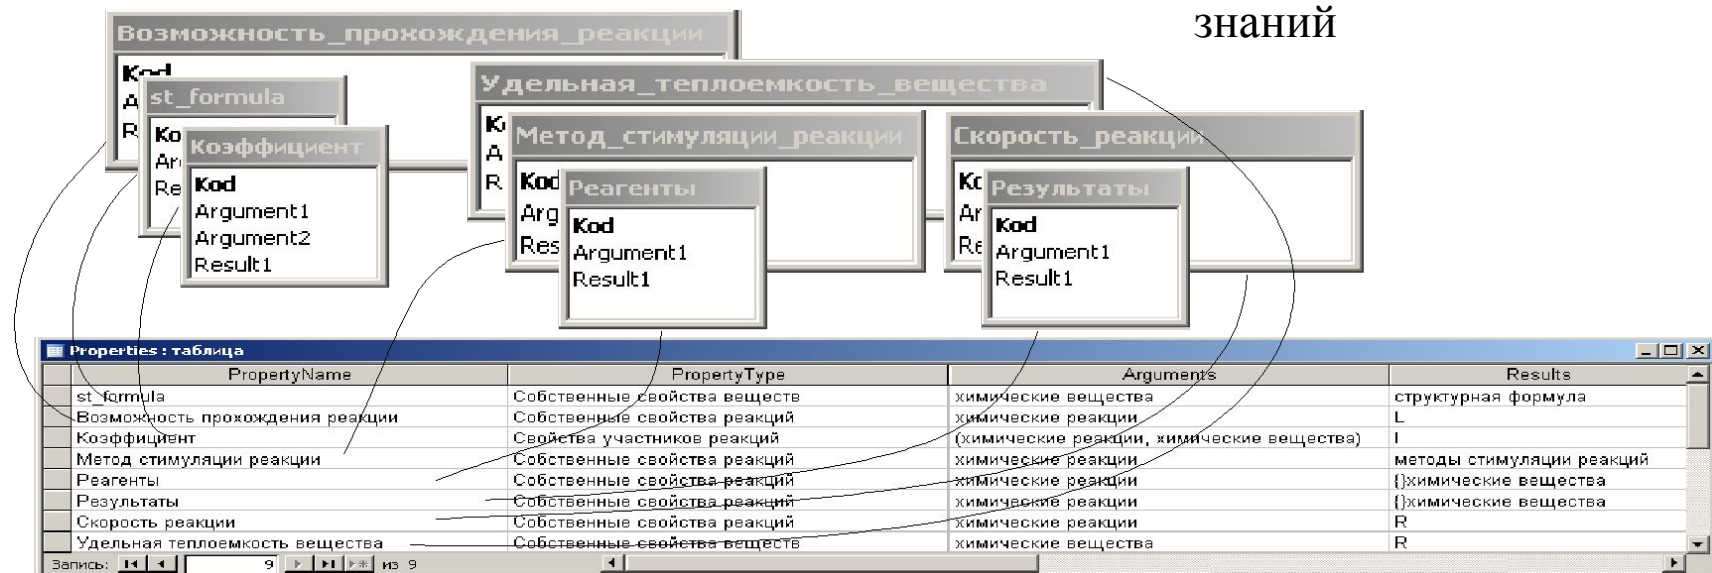 знаний
Возможность_прохождения_реакции
Kod
st_formula
Удельная_теплоемкость_вещества
Коэффициент
Kod
Argument1
Argument2
Result1
Метод_стимуляции_реакции
Kod
Скорость_реакции
Реагенты
Kod
Argument1
Result1
Результаты
Kod
Argument1
Result1
Properties : таблица
PropertyName PropertyType Arguments Results
st_formula Собственные свойства веществ химические вещества структурная формула
Возможность прохождения реакции Собственные свойства реакций химические реакции L
Коэффициент Свойства участников реакций (химические реакции, химические вещества) I
Метод стимуляции реакции Собственные свойства реакций химические реакции методы стимуляции реакций
Реагенты Собственные свойства реакций химические реакции {}химические вещества
Результаты Собственные свойства реакций химические реакции {}химические вещества
Скорость реакции Собственные свойства реакций химические реакции R
Удельная теплоемкость вещества Собственные свойства веществ химические вещества R
Запись: 9 из 9